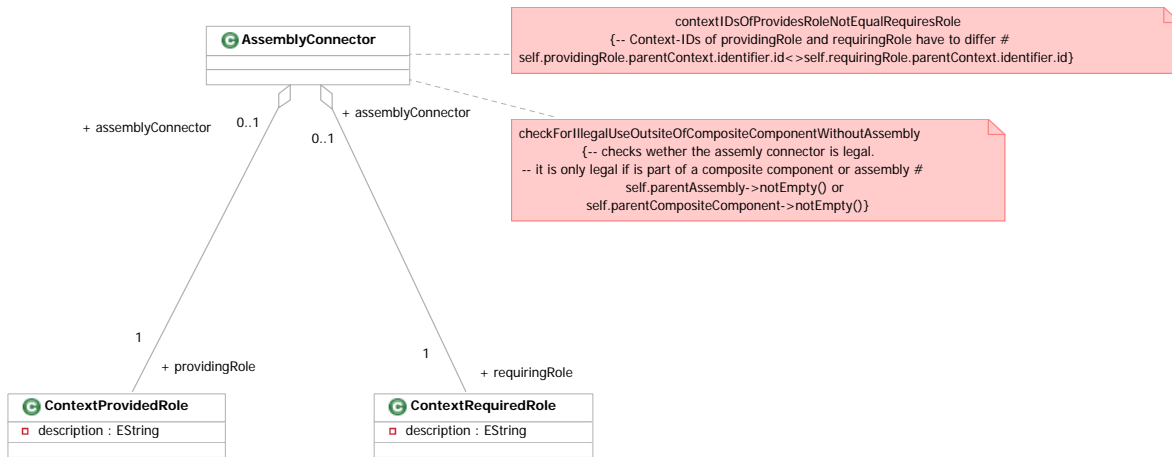 AssemblyConnector
contextIDsOfProvidesRoleNotEqualRequiresRole
{-- Context-IDs of providingRole and requiringRole have to differ #
self.providingRole.parentContext.identifier.id<>self.requiringRole.parentContext.identifier.id}
+ assemblyConnector
0..1
0..1
+ assemblyConnector
checkForIllegalUseOutsiteOfCompositeComponentWithoutAssembly
{-- checks wether the assemly connector is legal.
-- it is only legal if is part of a composite component or assembly #
self.parentAssembly->notEmpty() or
self.parentCompositeComponent->notEmpty()}
1
+ providingRole
1
+ requiringRole
ContextProvidedRole
description : EString
ContextRequiredRole
description : EString